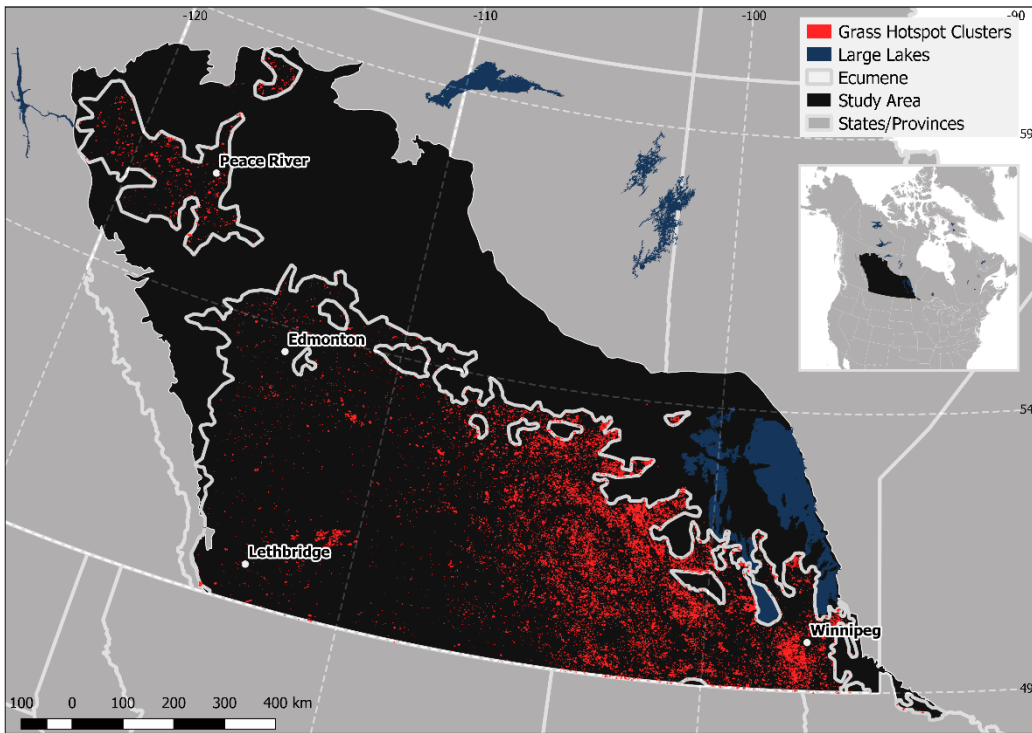 -120
-110
-100
-90
Grass Hotspot Clusters
Large Lakes
Ecumene
Study Area
States/Provinces
59
Peace River
Edmonton
54
Lethbridge
Winnipeg
49
100 0 100 200 300 400 km